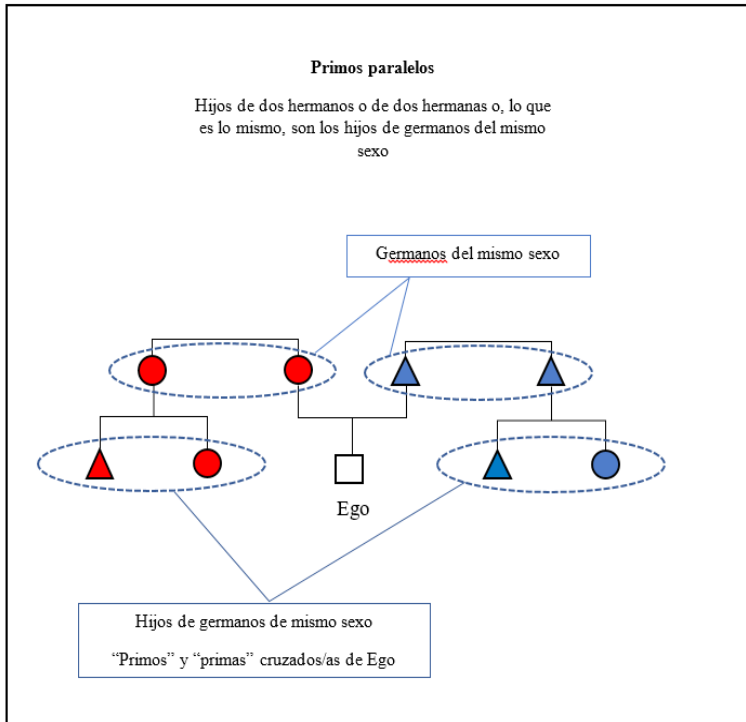 Primos paralelos
Hijos de dos hermanos o de dos hermanas o, lo que
es lo mismo, son los hijos de germanos del mismo
sexo
Germanos del mismo sexo
Ego
Hijos de germanos de mismo sexo
“Primos” y “primas” cruzados/as de Ego